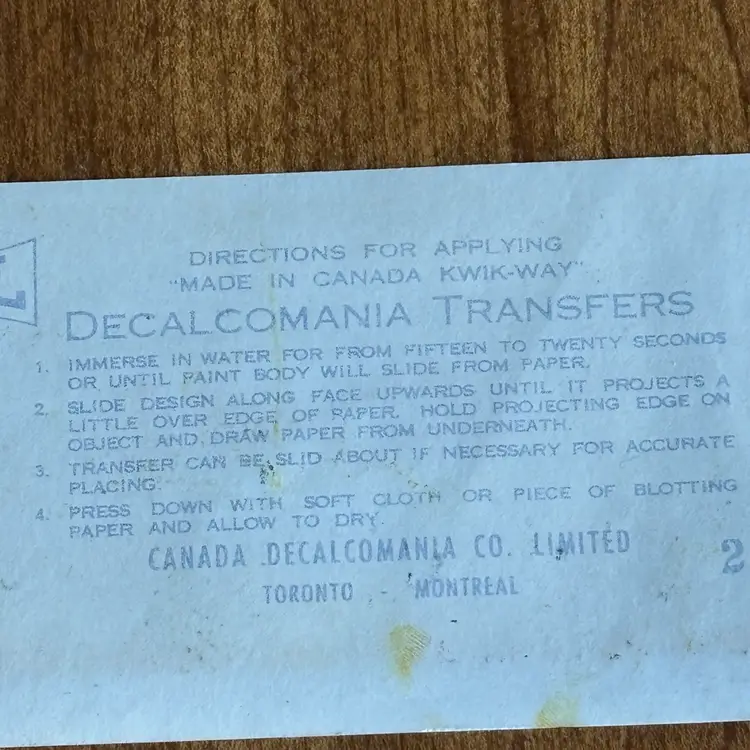 DIRECTIONS FOR APPLYING
"MADE IN CANADA KWIK-WAY"
DECALCOMANIA TRANSFERS
1. IMMERSE IN WATER FOR FROM FIFTEEN TO TWENTY SECONDS
OR UNTIL PAINT BODY WILL SLIDE FROM PAPER.
2. SLIDE DESIGN ALONG FACE UPWARDS UNTIL IT PROJECTS A
LITTLE OVER EDGE OF PAPER. HOLD PROJECTING EDGE ON
OBJECT AND DRAW PAPER FROM UNDERNEATH.
3. TRANSFER CAN BE SLID ABOUT IF NECESSARY FOR ACCURATE
PLACING.
4. PRESS DOWN WITH SOFT CLOTH OR PIECE OF BLOTTING
PAPER AND ALLOW TO DRY.
CANADA DECALCOMANIA CO. LIMITED
TORONTO - MONTREAL
2